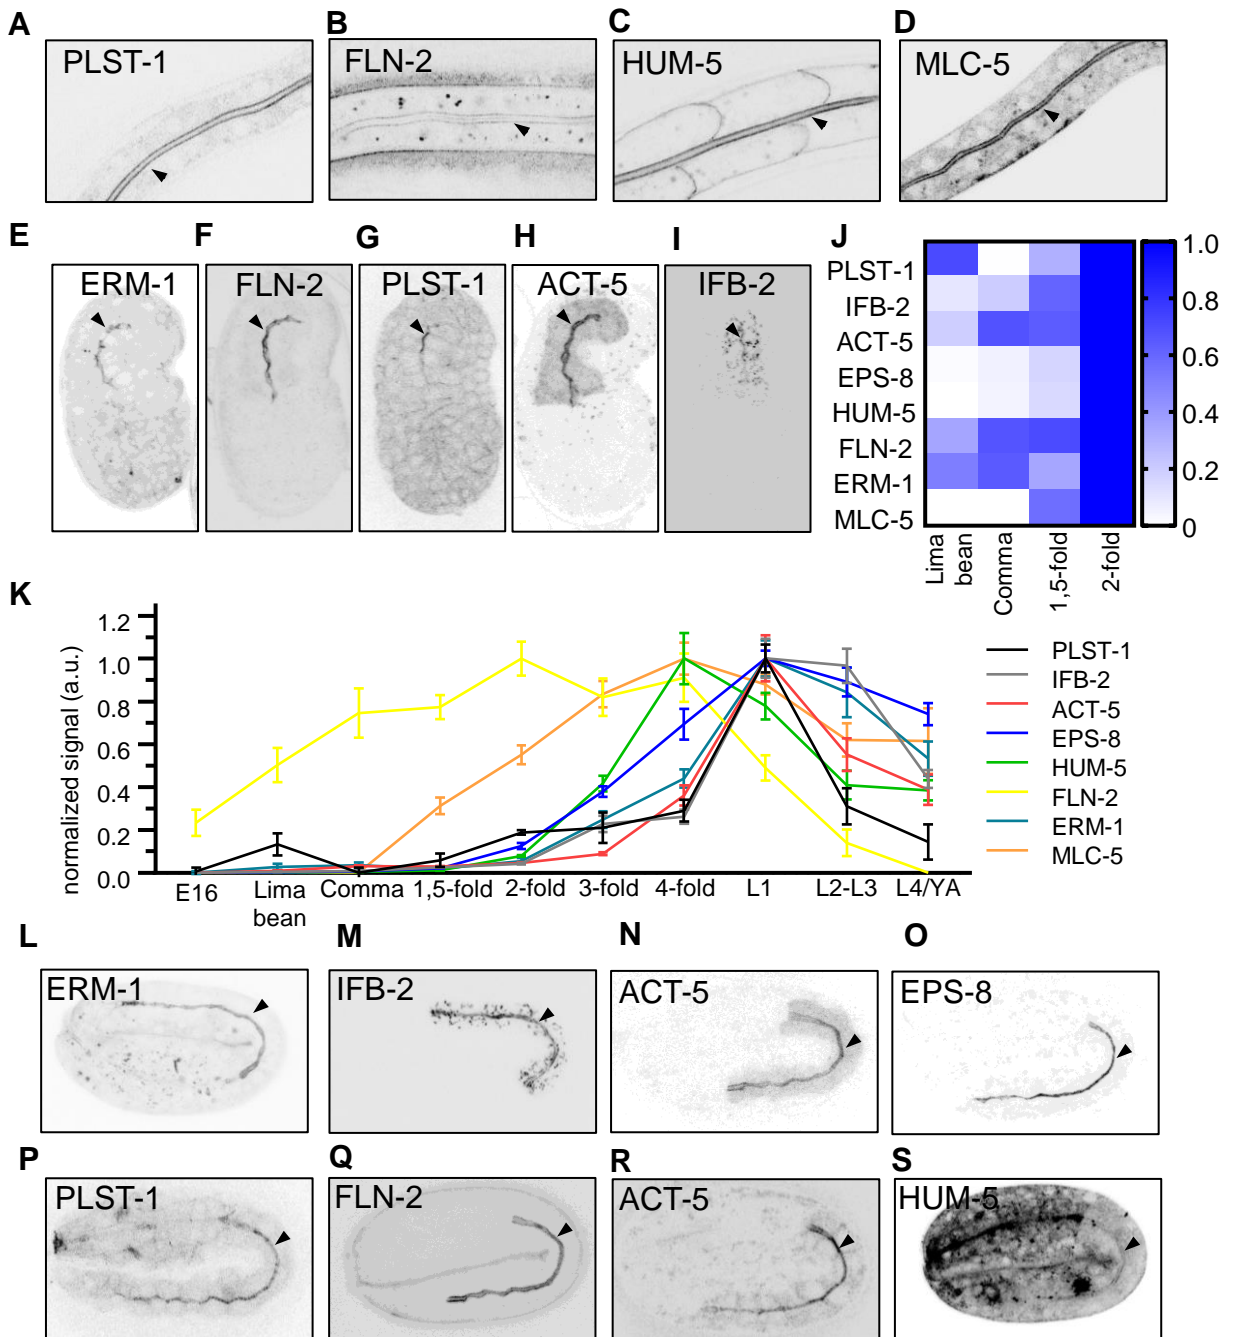 A
B
C
D
PLST-1
FLN-2
HUM-5
MLC-5
E
F
G
H
I
J
ERM-1
FLN-2
PLST-1
ACT-5
IFB-2
PLST-1
IFB-2
ACT-5
EPS-8
HUM-5
FLN-2
ERM-1
MLC-5
1.0
0.8
0.6
0.4
0.2
0
Lima
bean
Comma
1,5-fold
2-fold
K
normalized signal (a.u.)
1.2
1.0
0.8
0.6
0.4
0.2
0.0
E16
Lima
bean
Comma
1,5-fold
2-fold
3-fold
4-fold
L1
L2-L3
L4/YA
PLST-1
IFB-2
ACT-5
EPS-8
HUM-5
FLN-2
ERM-1
MLC-5
L
M
N
O
ERM-1
IFB-2
ACT-5
EPS-8
P
Q
R
S
PLST-1
FLN-2
ACT-5
HUM-5